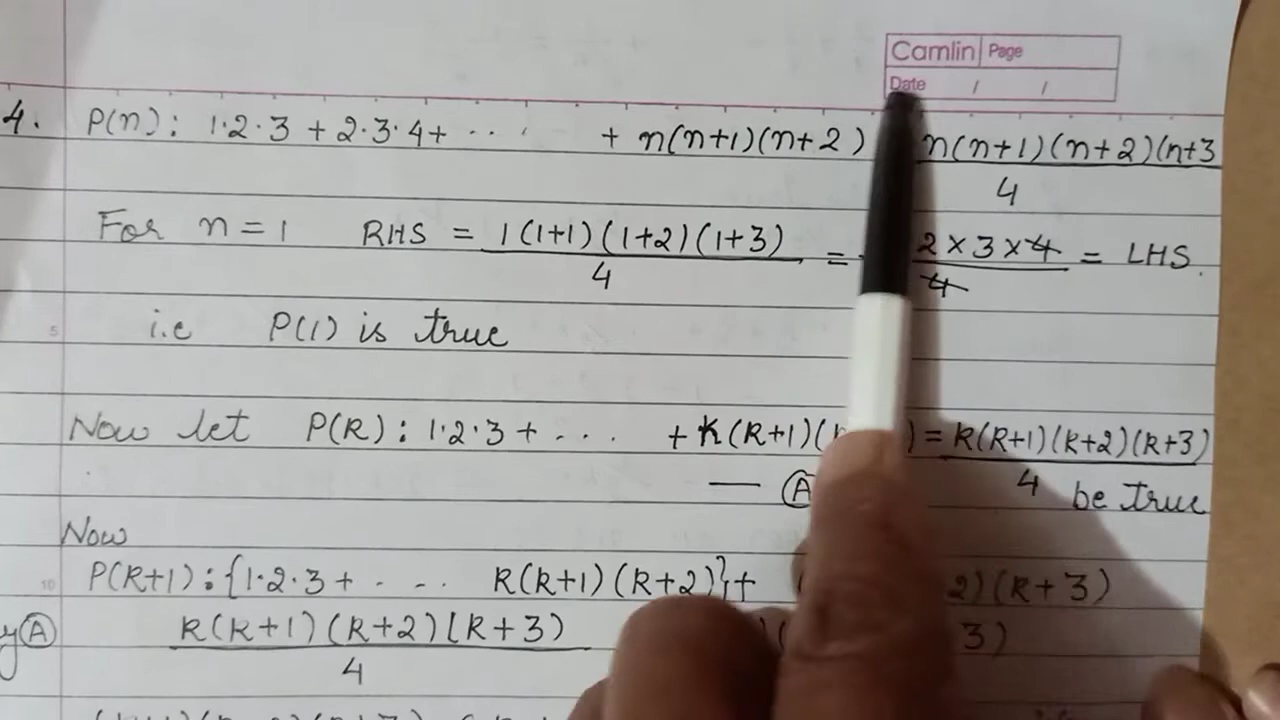 Camlin Page
Date / /
4. P(n): 1·2·3 + 2·3·4+ ... + n(n+1)(n+2) n(n+1)(n+2)(n+3
4
For n=1 RHS = 1(1+1)(1+2)(1+3) = 2×3×4 = LHS.
4 4
i.e P(1) is true
5
Now let P(k): 1·2·3 + ... + k(k+1)( ) = k(k+1)(k+2)(k+3)
— Ⓐ 4 be true
Now
10 P(k+1): {1·2·3 + · .. k(k+1)(k+2)}+ ( 2)(k+3)
y Ⓐ k(k+1)(k+2)(k+3) )( 3)
4